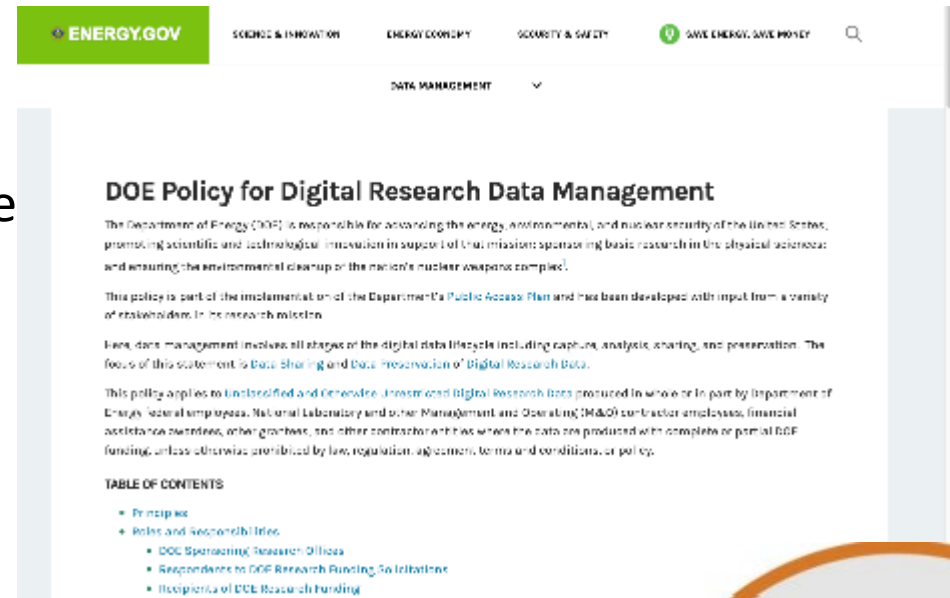 ENERGY.GOV
SCIENCE & INNOVATION
ENERGY ECONOMY
SECURITY & SAFETY
SAVE ENERGY, SAVE MONEY
DATA MANAGEMENT
e
DOE Policy for Digital Research Data Management
The Department of Energy (DOE) is responsible for advancing the energy, environmental, and nuclear security of the United States,
promoting scientific and technological innovation in support of that mission; sponsoring basic research in the physical sciences;
and ensuring the environmental cleanup of the nation's nuclear weapons complex1.
This policy is part of the implementation of the Department's Public Access Plan and has been developed with input from a variety
of stakeholders in its research mission
Here, data management involves all stages of the digital data lifecycle including capture, analysis, sharing, and preservation. The
focus of this statement is Data Sharing and Data Preservation of Digital Research Data.
This policy applies to Unclassified and Otherwise Unrestricted Digital Research Data produced in whole or in part by Department of
Energy federal employees, National Laboratory and other Management and Operating (M&O) contractor employees, financial
assistance awardees, other grantees, and other contractor entities where the data are produced with complete or partial DOE
funding, unless otherwise prohibited by law, regulation, agreement terms and conditions, or policy.
TABLE OF CONTENTS
Principles
Roles and Responsibilities
DOE Sponsoring Research Offices
Respondents to DOE Research Funding Solicitations
Recipients of DOE Research Funding